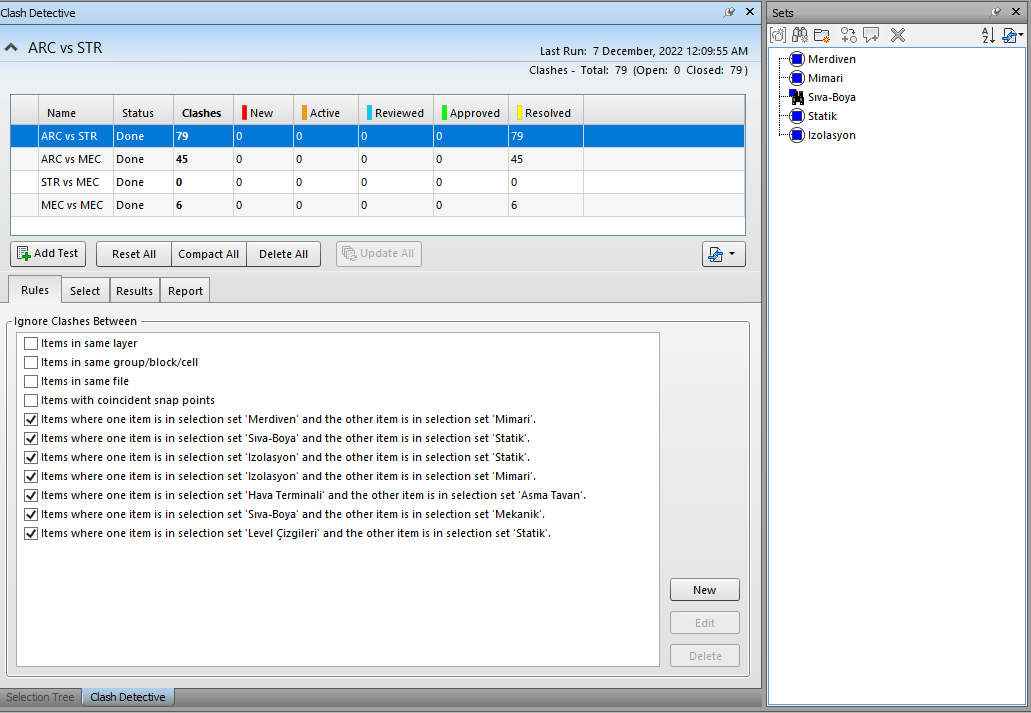 Clash Detective
ARC vs STR
Last Run: 7 December, 2022 12:09:55 AM
Clashes - Total: 79 (Open: 0 Closed: 79 )
Name Status Clashes New Active Reviewed Approved Resolved
ARC vs STR Done 79 0 0 0 0 79
ARC vs MEC Done 45 0 0 0 0 45
STR vs MEC Done 0 0 0 0 0 0
MEC vs MEC Done 6 0 0 0 0 6
Add Test Reset All Compact All Delete All Update All
Rules Select Results Report
Ignore Clashes Between
Items in same layer
Items in same group/block/cell
Items in same file
Items with coincident snap points
Items where one item is in selection set 'Merdiven' and the other item is in selection set 'Mimari'.
Items where one item is in selection set 'Sıva-Boya' and the other item is in selection set 'Statik'.
Items where one item is in selection set 'Izolasyon' and the other item is in selection set 'Statik'.
Items where one item is in selection set 'Izolasyon' and the other item is in selection set 'Mimari'.
Items where one item is in selection set 'Hava Terminali' and the other item is in selection set 'Asma Tavan'.
Items where one item is in selection set 'Sıva-Boya' and the other item is in selection set 'Mekanik'.
Items where one item is in selection set 'Level Çizgileri' and the other item is in selection set 'Statik'.
New
Edit
Delete
Selection Tree Clash Detective
Sets
Merdiven
Mimari
Sıva-Boya
Statik
Izolasyon